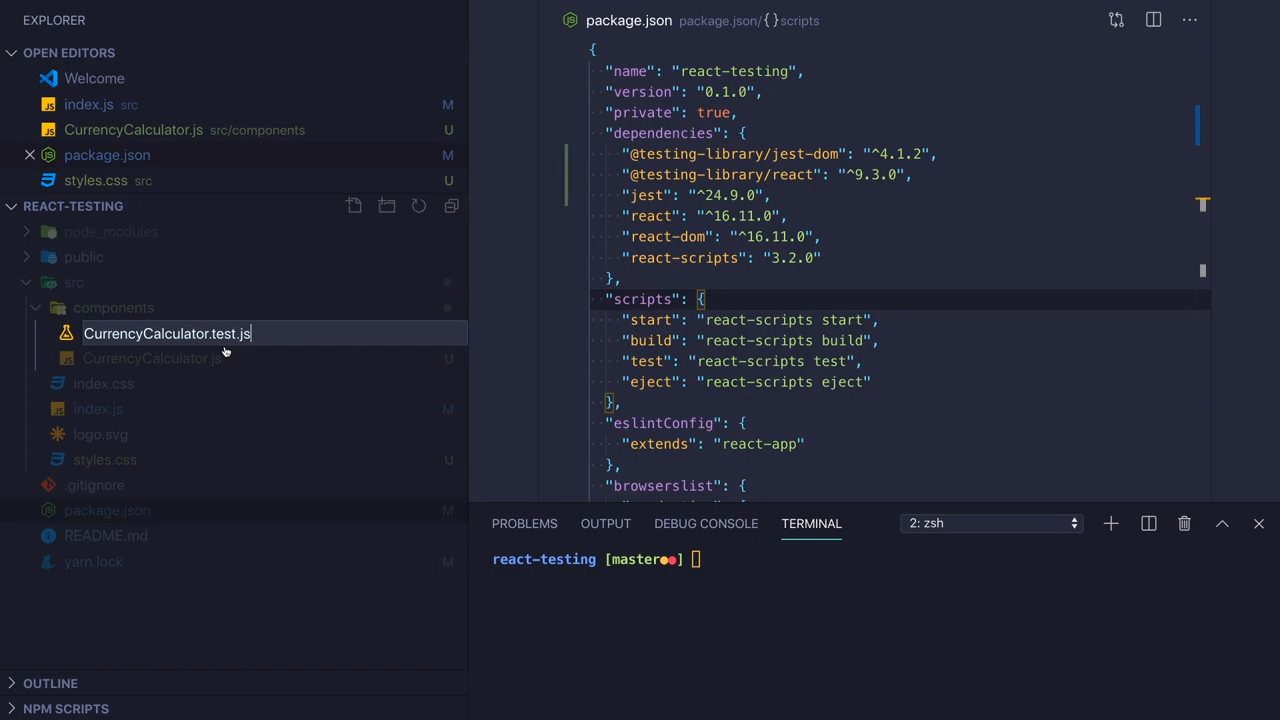 EXPLORER
OPEN EDITORS
Welcome
JS index.js src M
JS CurrencyCalculator.js src/components U
package.json M
styles.css src U
REACT-TESTING
node_modules
public
src
components
CurrencyCalculator.test.js
JS CurrencyCalculator.js U
index.css
JS index.js M
logo.svg
styles.css U
.gitignore
package.json M
README.md
yarn.lock M
OUTLINE
NPM SCRIPTS
package.json package.json/{}scripts
{
"name": "react-testing",
"version": "0.1.0",
"private": true,
"dependencies": {
"@testing-library/jest-dom": "^4.1.2",
"@testing-library/react": "^9.3.0",
"jest": "^24.9.0",
"react": "^16.11.0",
"react-dom": "^16.11.0",
"react-scripts": "3.2.0"
},
"scripts": {
"start": "react-scripts start",
"build": "react-scripts build",
"test": "react-scripts test",
"eject": "react-scripts eject"
},
"eslintConfig": {
"extends": "react-app"
},
"browserslist": {
PROBLEMS OUTPUT DEBUG CONSOLE TERMINAL 2: zsh
react-testing [master]